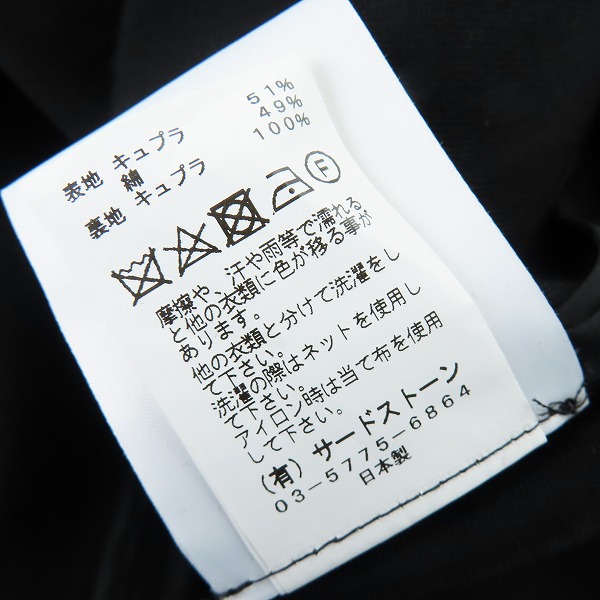 表地 キュプラ 51%
綿 49%
裏地 キュプラ 100%
F
摩擦や、汗や雨等で濡れる
と他の衣類に色が移る事が
あります。
他の衣類と分けて洗濯をし
て下さい。
洗濯の際はネットを使用し
て下さい。
アイロン時は当て布を使用
して下さい。
(有) サードストーン
03-5775-6864
日本製